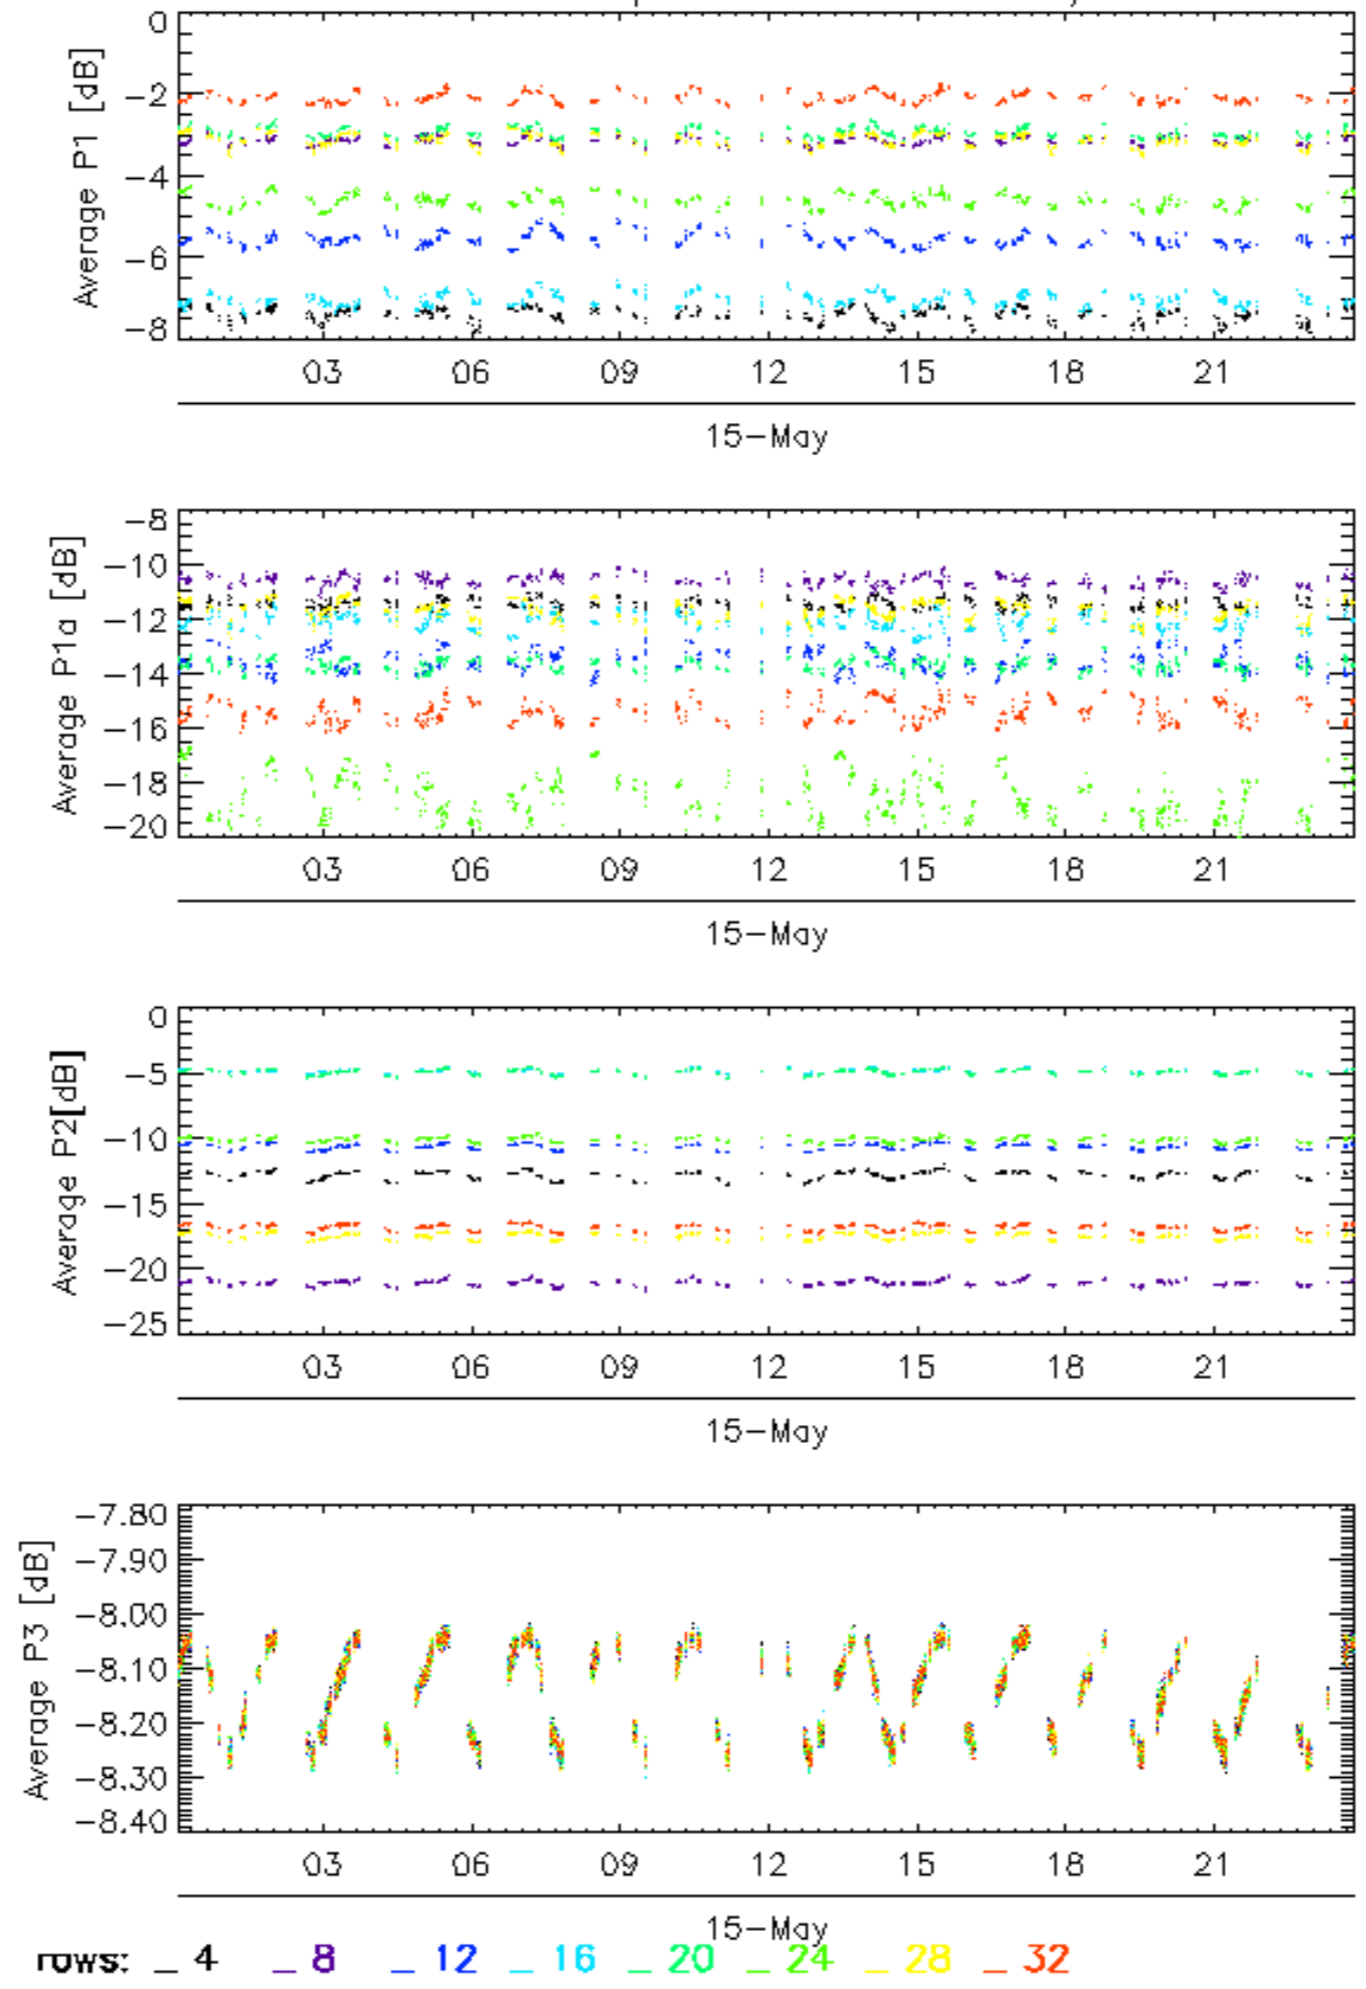 0
-2
-4
-6
-8
Average P1 [dB]
03 06 09 12 15 18 21
15-May
-8
-10
-12
-14
-16
-18
-20
Average P1a [dB]
03 06 09 12 15 18 21
15-May
0
-5
-10
-15
-20
-25
Average P2[dB]
03 06 09 12 15 18 21
15-May
-7.80
-7.90
-8.00
-8.10
-8.20
-8.30
-8.40
Average P3 [dB]
03 06 09 12 15 18 21
15-May
rows: _ 4 _ 8 _ 12 _ 16 _ 20 _ 24 _ 28 _ 32